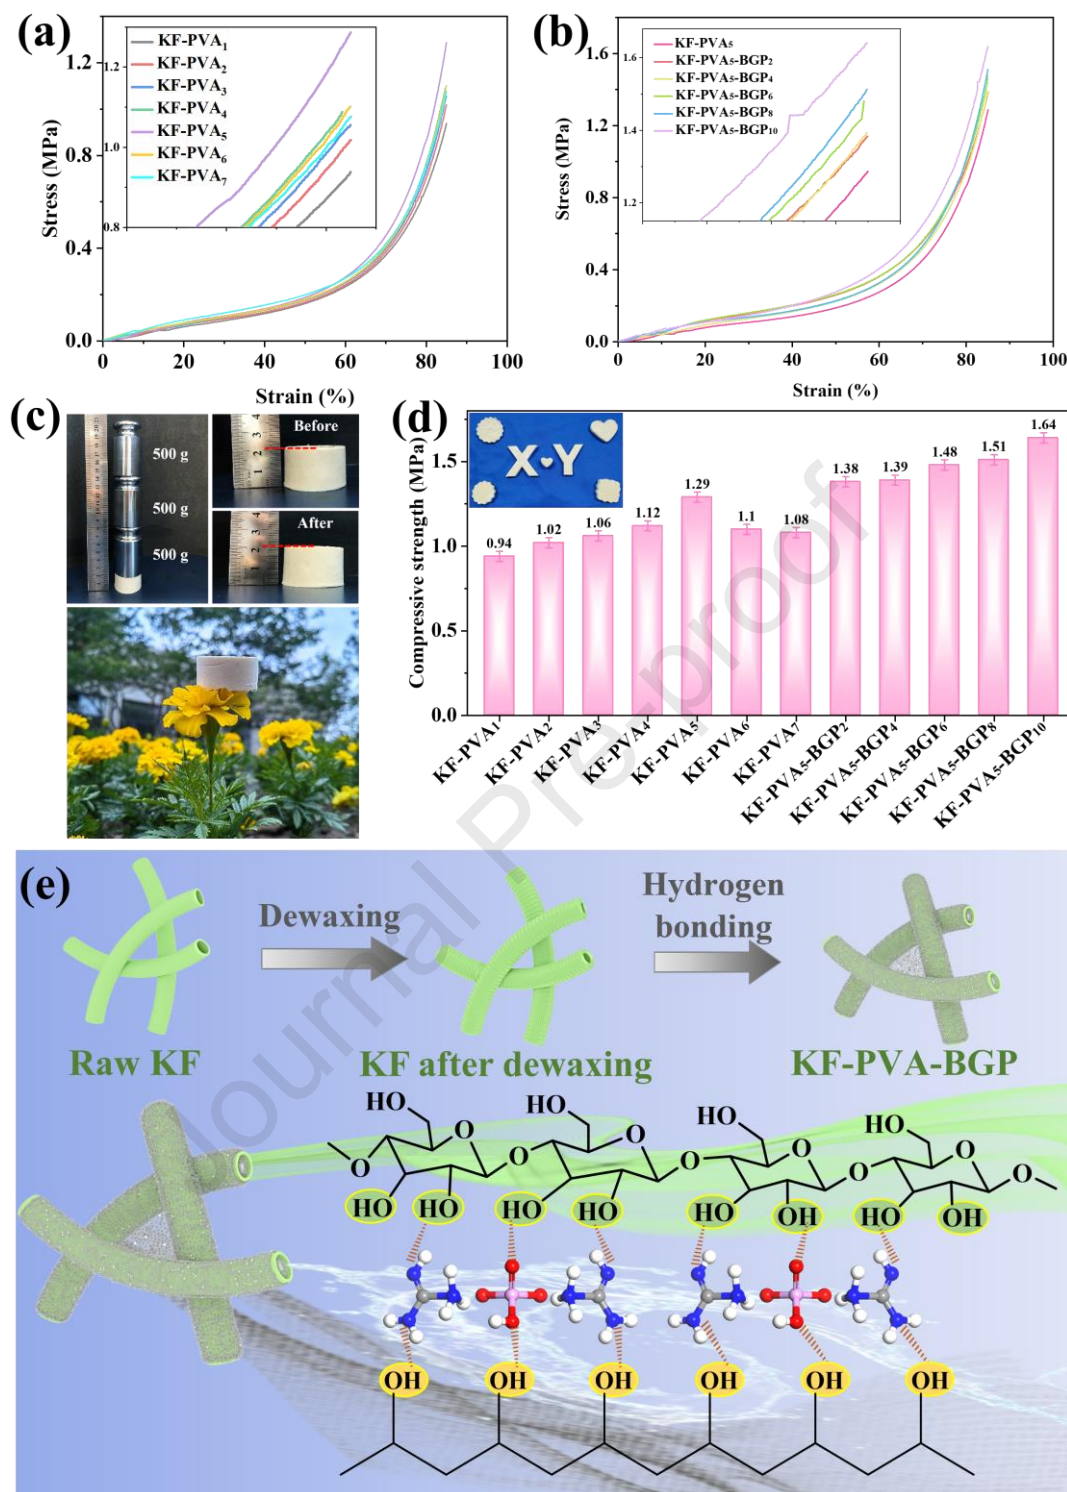 (a)
KF-PVA₁
KF-PVA₂
KF-PVA₃
KF-PVA₄
KF-PVA₅
KF-PVA₆
KF-PVA₇
1.2
1.0
0.8
Stress (MPa)
1.2
0.8
0.4
0.0
0 20 40 60 80 100
Strain (%)
(b)
KF-PVA₅
KF-PVA₅-BGP₂
KF-PVA₅-BGP₄
KF-PVA₅-BGP₆
KF-PVA₅-BGP₈
KF-PVA₅-BGP₁₀
1.6
1.4
1.2
Stress (MPa)
1.6
1.2
0.8
0.4
0.0
0 20 40 60 80 100
Strain (%)
(c)
500 g
500 g
500 g
Before
After
(d)
X Y
Compressive strength (MPa)
1.5
1.0
0.5
0.0
0.94
1.02
1.06
1.12
1.29
1.1
1.08
1.38
1.39
1.48
1.51
1.64
KF-PVA₁
KF-PVA₂
KF-PVA₃
KF-PVA₄
KF-PVA₅
KF-PVA₆
KF-PVA₇
KF-PVA₅-BGP₂
KF-PVA₅-BGP₄
KF-PVA₅-BGP₆
KF-PVA₅-BGP₈
KF-PVA₅-BGP₁₀
Journal Pre-proof
(e)
Dewaxing
Hydrogen
bonding
Raw KF
KF after dewaxing
KF-PVA-BGP
HO HO HO HO
O O O O
O O O O O
HO HO HO HO HO OH HO OH
OH OH OH OH OH OH